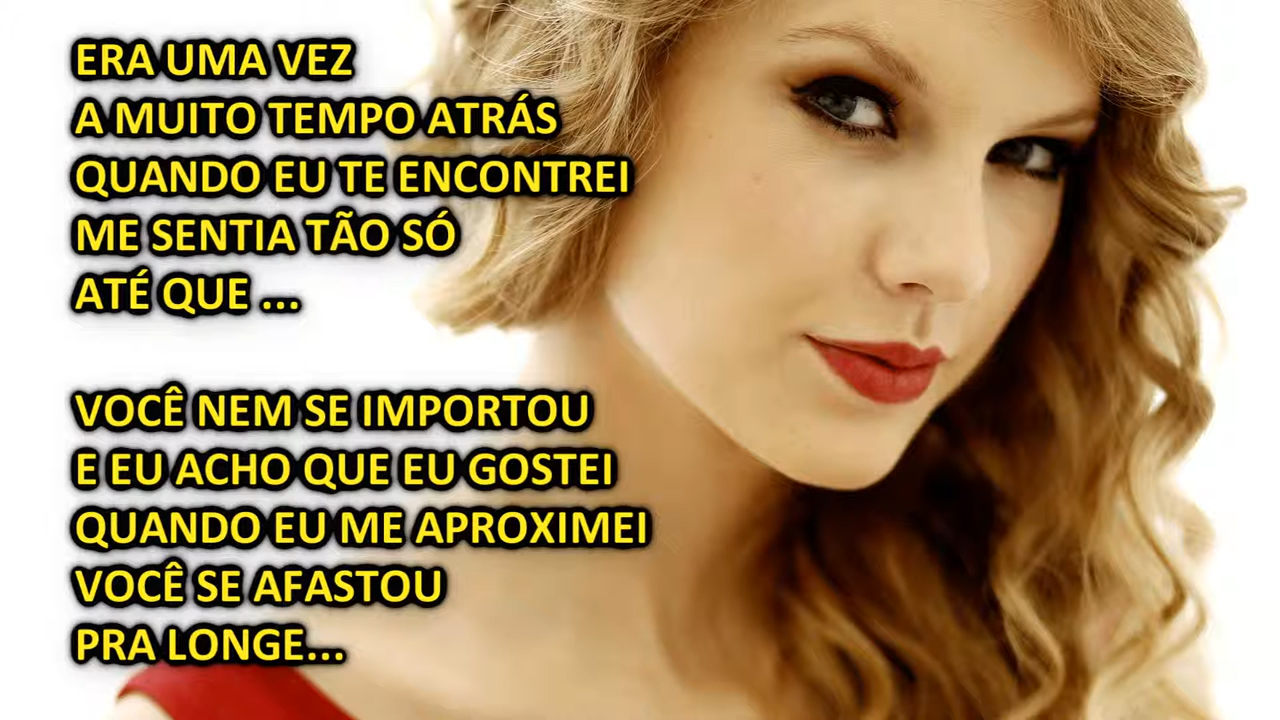 ERA UMA VEZ
A MUITO TEMPO ATRÁS
QUANDO EU TE ENCONTREI
ME SENTIA TÃO SÓ
ATÉ QUE ...
VOCÊ NEM SE IMPORTOU
E EU ACHO QUE EU GOSTEI
QUANDO EU ME APROXIMEI
VOCÊ SE AFASTOU
PRA LONGE...